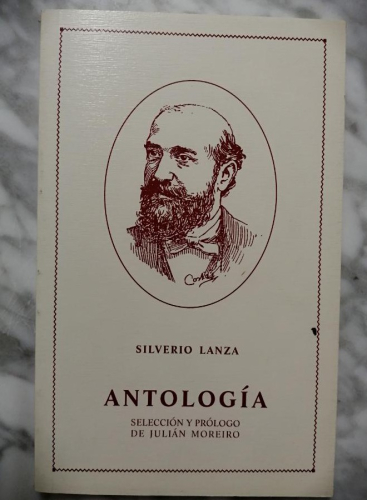 SILVERIO LANZA
ANTOLOGÍA
SELECCIÓN Y PRÓLOGO
DE JULIÁN MOREIRO